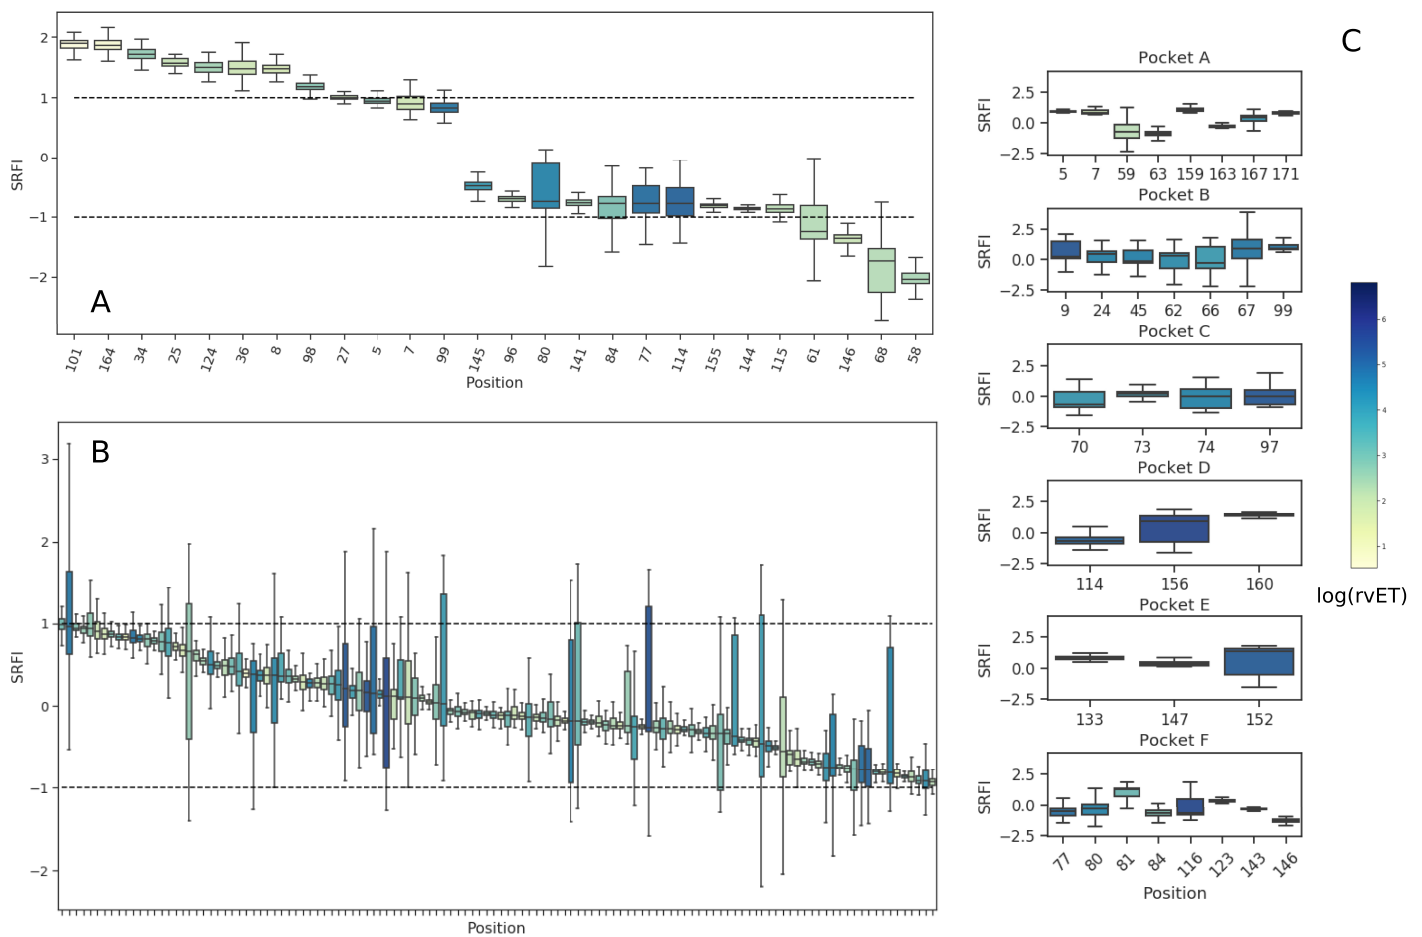 2
1
0
−1
−2
SRFI
A
101 164 34 25 124 36 8 98 27 5 7 99 145 96 80 141 84 77 114 155 144 115 61 146 68 58
Position
3
2
1
0
−1
−2
SRFI
B
Position
C
Pocket A
2.5
0.0
−2.5
SRFI
5 7 59 63 159 163 167 171
Pocket B
2.5
0.0
−2.5
SRFI
9 24 45 62 66 67 99
Pocket C
2.5
0.0
−2.5
SRFI
70 73 74 97
Pocket D
2.5
0.0
−2.5
SRFI
114 156 160
Pocket E
2.5
0.0
−2.5
SRFI
133 147 152
Pocket F
2.5
0.0
−2.5
SRFI
77 80 81 84 116 123 143 146
Position
6
5
4
3
2
1
log(rvET)